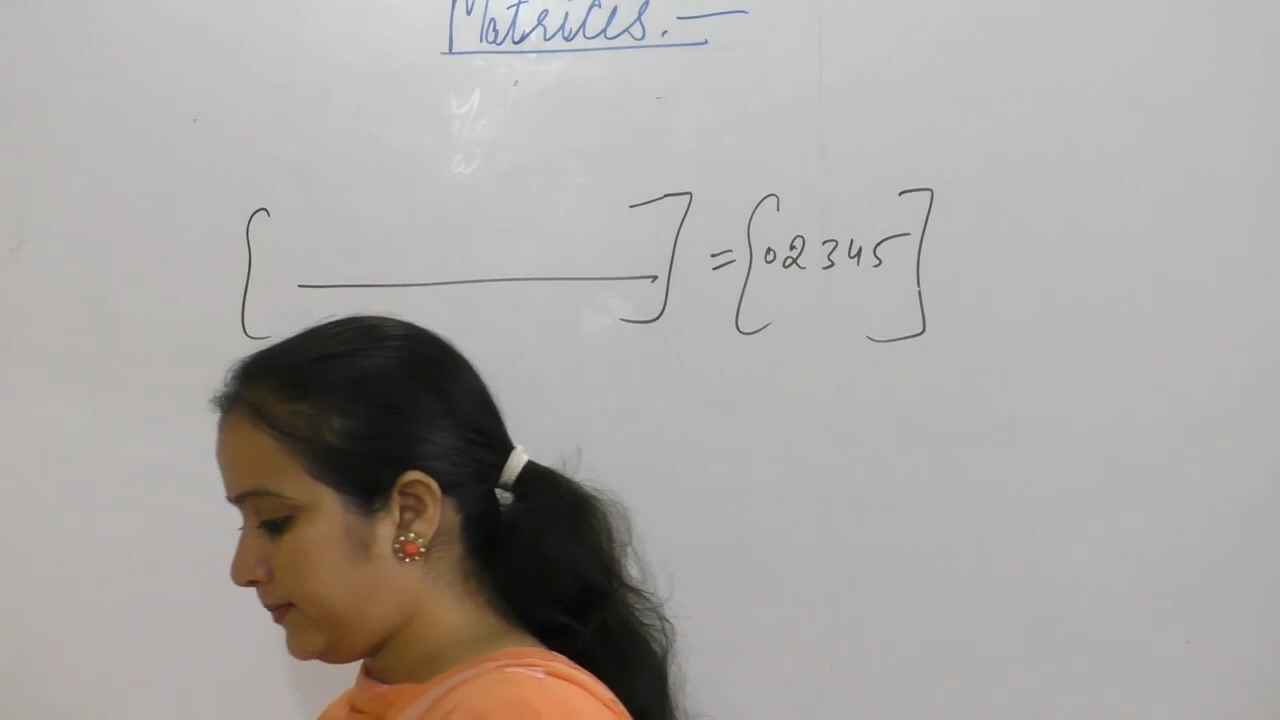 Matrices. —
[ ] = [0 2 3 4 5]